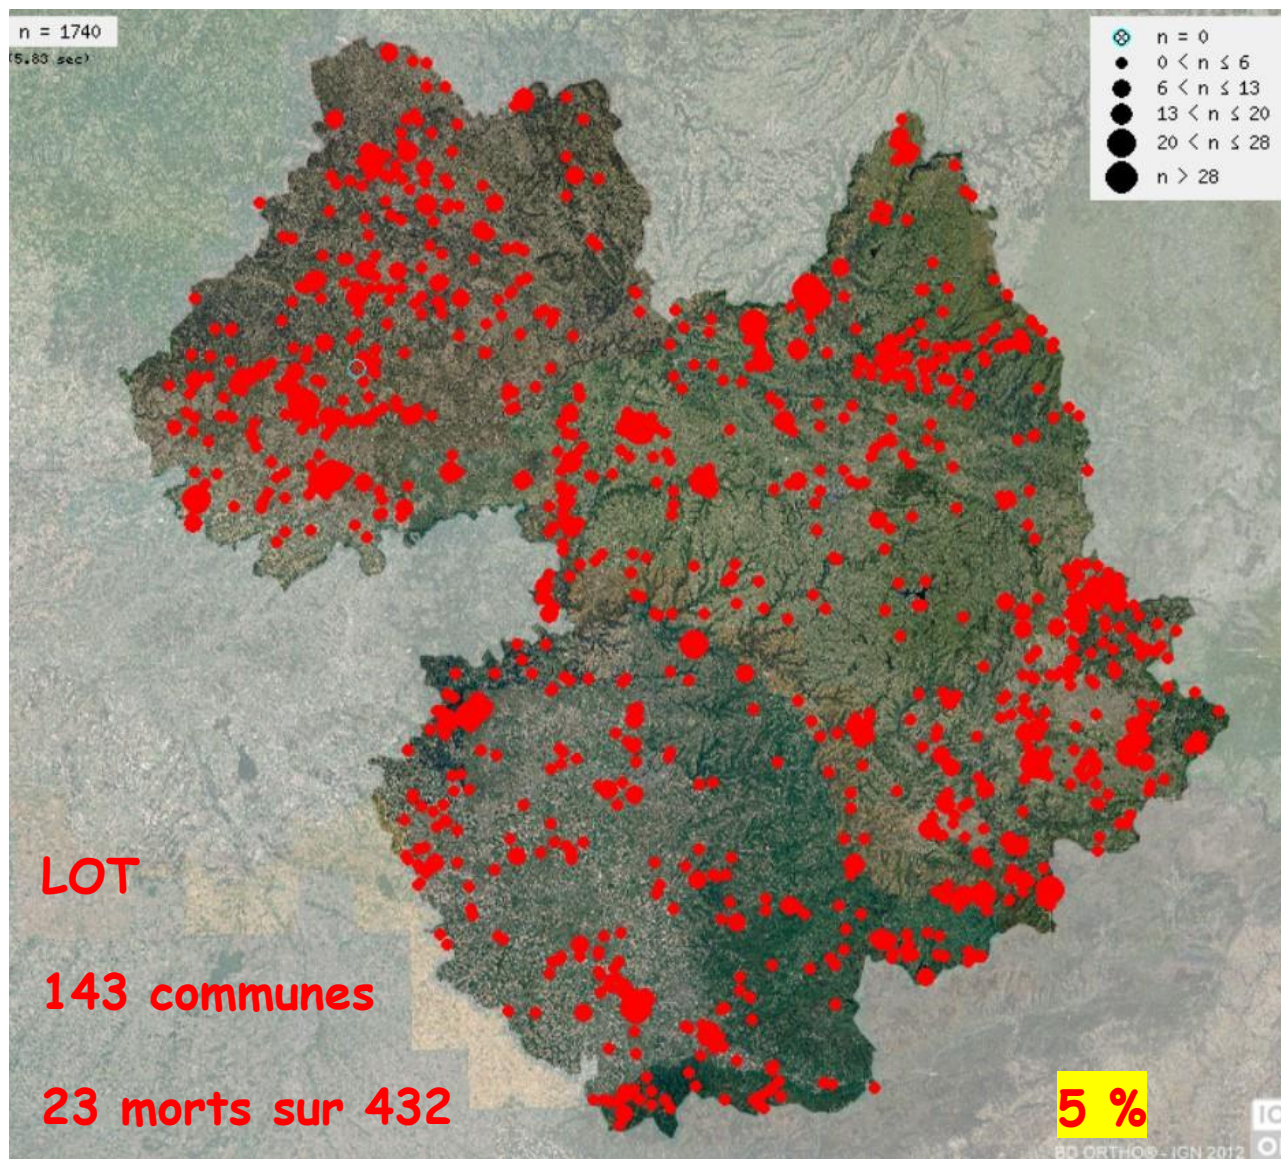 n = 1740
(5.83 sec)
n = 0
0 < n ≤ 6
6 < n ≤ 13
13 < n ≤ 20
20 < n ≤ 28
n > 28
LOT
143 communes
23 morts sur 432
5 %
BD ORTHO® - IGN 2012